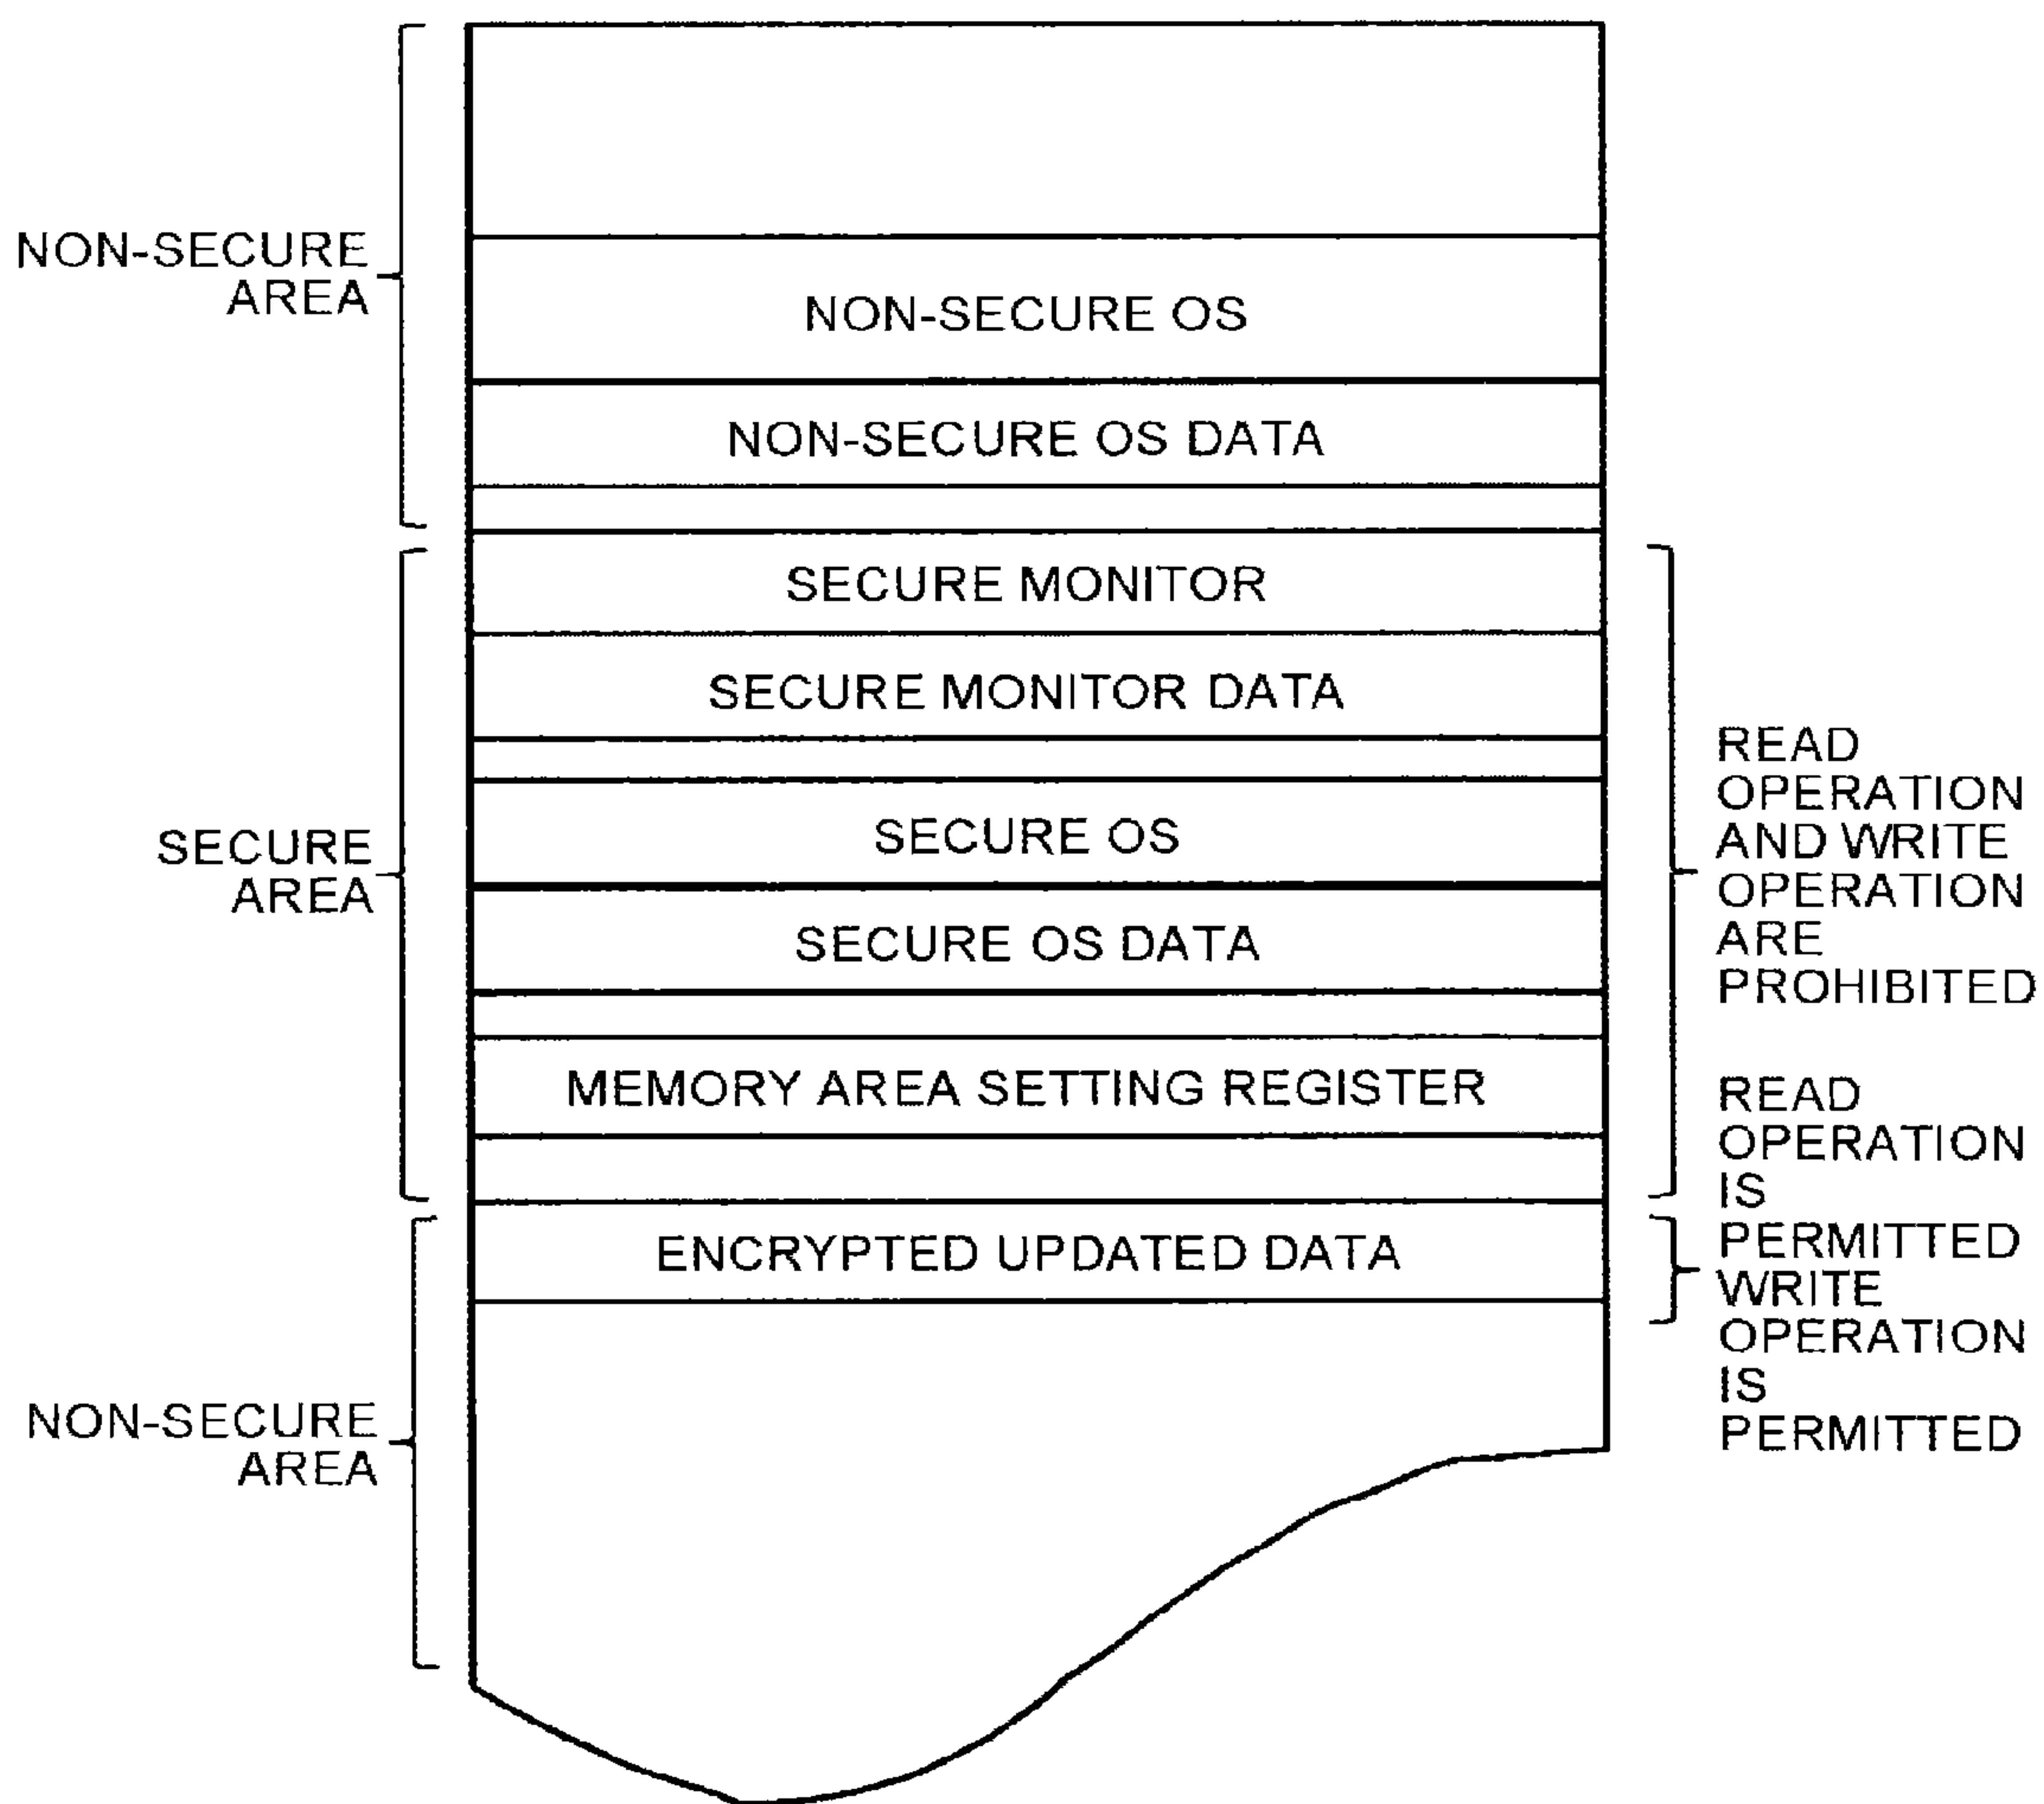 NON-SECURE
AREA
NON-SECURE OS
NON-SECURE OS DATA
SECURE MONITOR
SECURE MONITOR DATA
SECURE
AREA
SECURE OS
SECURE OS DATA
MEMORY AREA SETTING REGISTER
READ
OPERATION
AND WRITE
OPERATION
ARE
PROHIBITED
ENCRYPTED UPDATED DATA
READ
OPERATION
IS
PERMITTED
WRITE
OPERATION
IS
PERMITTED
NON-SECURE
AREA